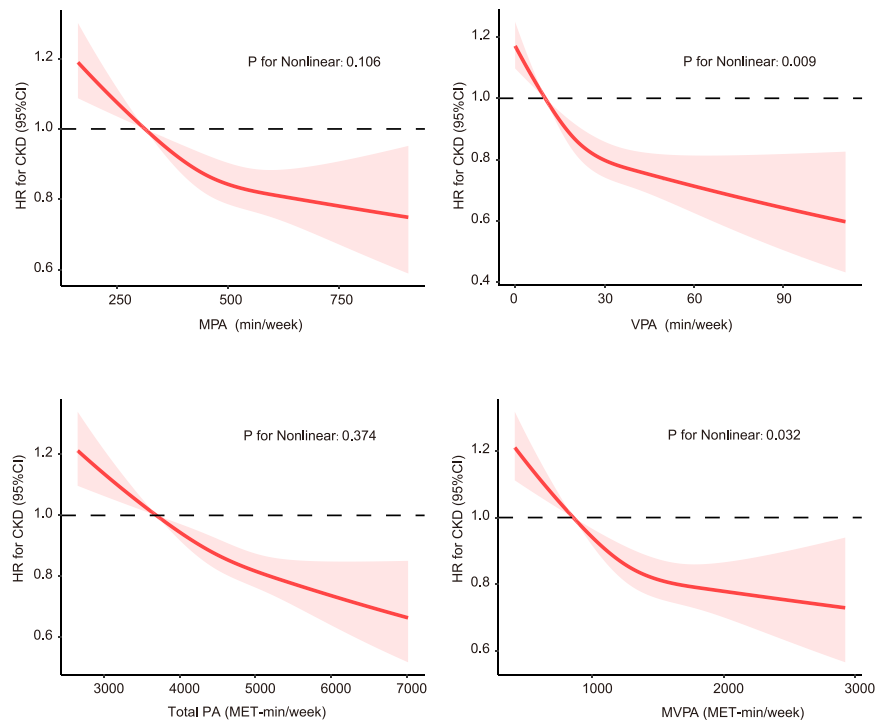 HR for CKD (95%CI)
1.2
1.0
0.8
0.6
P for Nonlinear: 0.106
250
500
750
MPA (min/week)
HR for CKD (95%CI)
1.2
1.0
0.8
0.6
0.4
P for Nonlinear: 0.009
0
30
60
90
VPA (min/week)
HR for CKD (95%CI)
1.2
1.0
0.8
0.6
P for Nonlinear: 0.374
3000
4000
5000
6000
7000
Total PA (MET-min/week)
HR for CKD (95%CI)
1.2
1.0
0.8
0.6
P for Nonlinear: 0.032
1000
2000
3000
MVPA (MET-min/week)